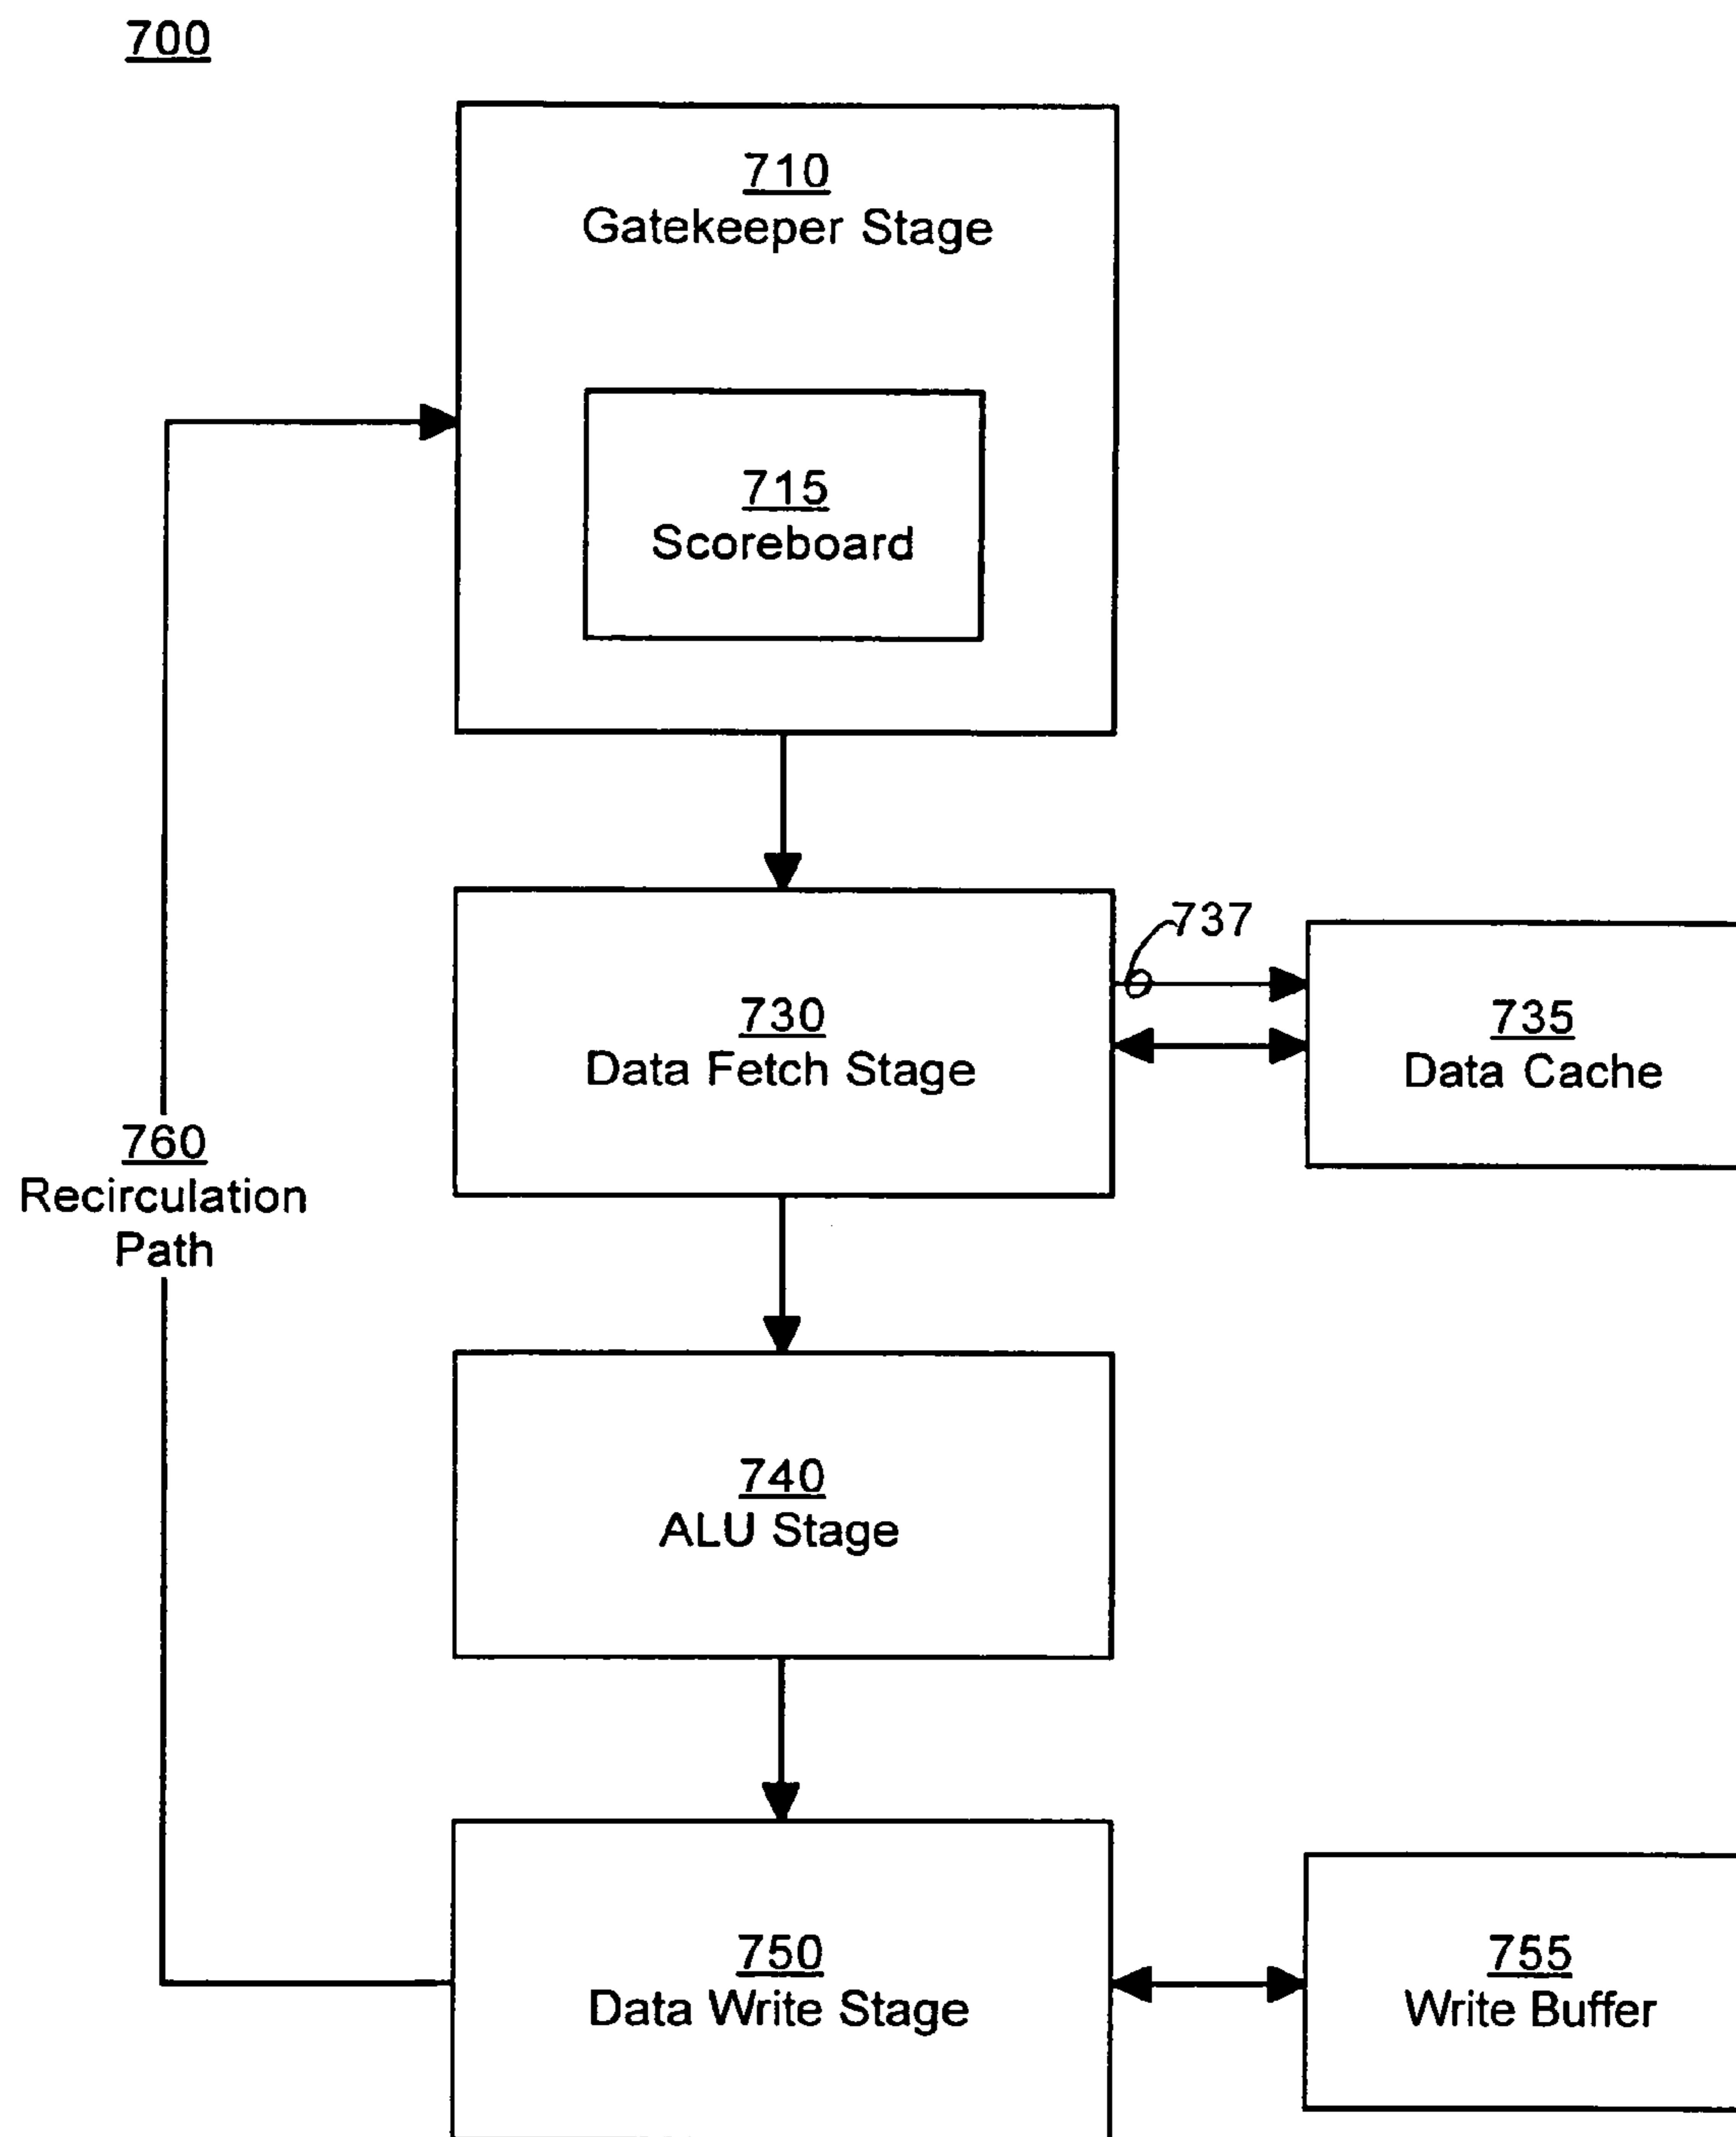 700
710
Gatekeeper Stage
715
Scoreboard
737
730
Data Fetch Stage
735
Data Cache
760
Recirculation
Path
740
ALU Stage
750
Data Write Stage
755
Write Buffer